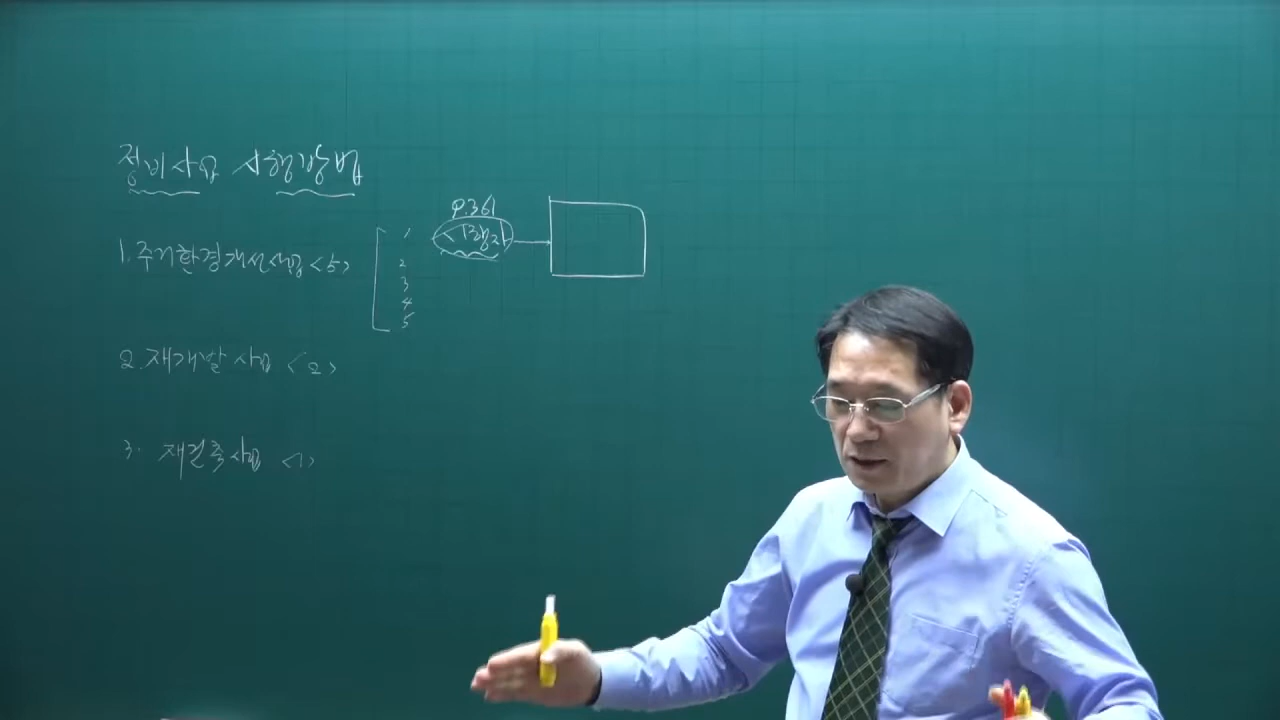 정비사업 시행방법
P.361
1. 주거환경개선사업 <5>
<시행자>
1
2
3
4
5
2. 재개발사업 <2>
3. 재건축사업 <1>